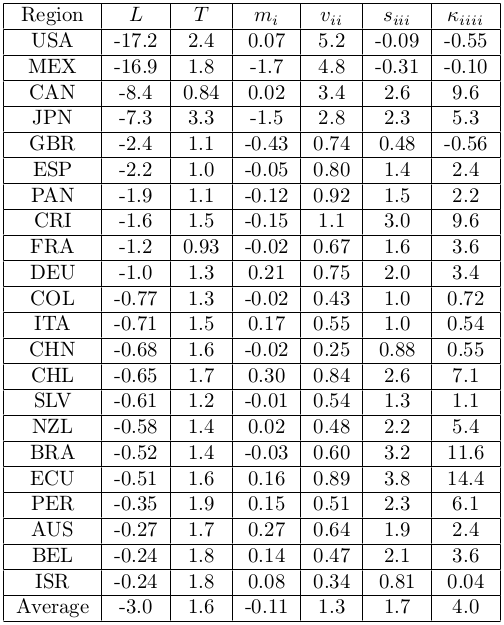 Region L T m_i v_ii s_iii κ_iiii
USA -17.2 2.4 0.07 5.2 -0.09 -0.55
MEX -16.9 1.8 -1.7 4.8 -0.31 -0.10
CAN -8.4 0.84 0.02 3.4 2.6 9.6
JPN -7.3 3.3 -1.5 2.8 2.3 5.3
GBR -2.4 1.1 -0.43 0.74 0.48 -0.56
ESP -2.2 1.0 -0.05 0.80 1.4 2.4
PAN -1.9 1.1 -0.12 0.92 1.5 2.2
CRI -1.6 1.5 -0.15 1.1 3.0 9.6
FRA -1.2 0.93 -0.02 0.67 1.6 3.6
DEU -1.0 1.3 0.21 0.75 2.0 3.4
COL -0.77 1.3 -0.02 0.43 1.0 0.72
ITA -0.71 1.5 0.17 0.55 1.0 0.54
CHN -0.68 1.6 -0.02 0.25 0.88 0.55
CHL -0.65 1.7 0.30 0.84 2.6 7.1
SLV -0.61 1.2 -0.01 0.54 1.3 1.1
NZL -0.58 1.4 0.02 0.48 2.2 5.4
BRA -0.52 1.4 -0.03 0.60 3.2 11.6
ECU -0.51 1.6 0.16 0.89 3.8 14.4
PER -0.35 1.9 0.15 0.51 2.3 6.1
AUS -0.27 1.7 0.27 0.64 1.9 2.4
BEL -0.24 1.8 0.14 0.47 2.1 3.6
ISR -0.24 1.8 0.08 0.34 0.81 0.04
Average -3.0 1.6 -0.11 1.3 1.7 4.0